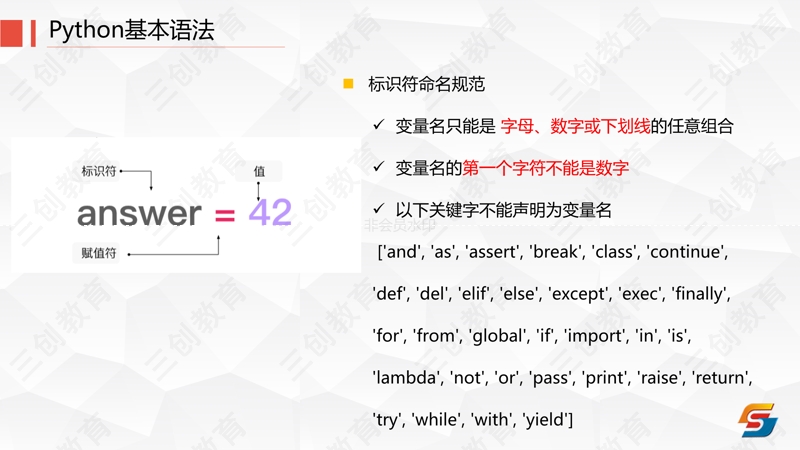 Python基本语法
标识符命名规范
变量名只能是 字母、数字或下划线的任意组合
变量名的第一个字符不能是数字
以下关键字不能声明为变量名
['and', 'as', 'assert', 'break', 'class', 'continue',
'def', 'del', 'elif', 'else', 'except', 'exec', 'finally',
'for', 'from', 'global', 'if', 'import', 'in', 'is',
'lambda', 'not', 'or', 'pass', 'print', 'raise', 'return',
'try', 'while', 'with', 'yield']
标识符
值
answer = 42
赋值符
非会员水印
三创教育